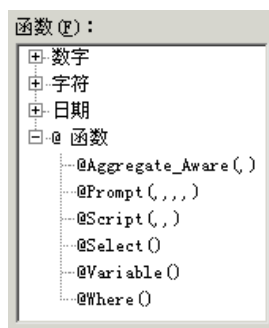 函数(F):
数字
字符
日期
@ 函数
@Aggregate_Aware(,)
@Prompt(,,,,)
@Script(,,)
@Select()
@Variable()
@Where()